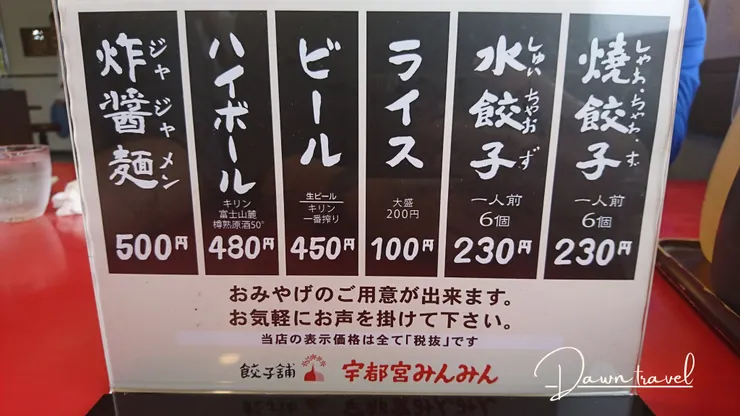 焼餃子
しゃお・ちゃお・ず
一人前
6個
230円
水餃子
しゅいちゃおず
一人前
6個
230円
ライス
大盛
200円
100円
ビール
生ビール
キリン
一番搾り
450円
ハイボール
キリン
富士山麓
樽熟原酒50°
480円
炸醤麺
ジャジャメン
500円
おみやげのご用意が出来ます。
お気軽にお声を掛けて下さい。
当店の表示価格は全て「税抜」です
餃子舗 宇都宮みんみん
Dawn travel